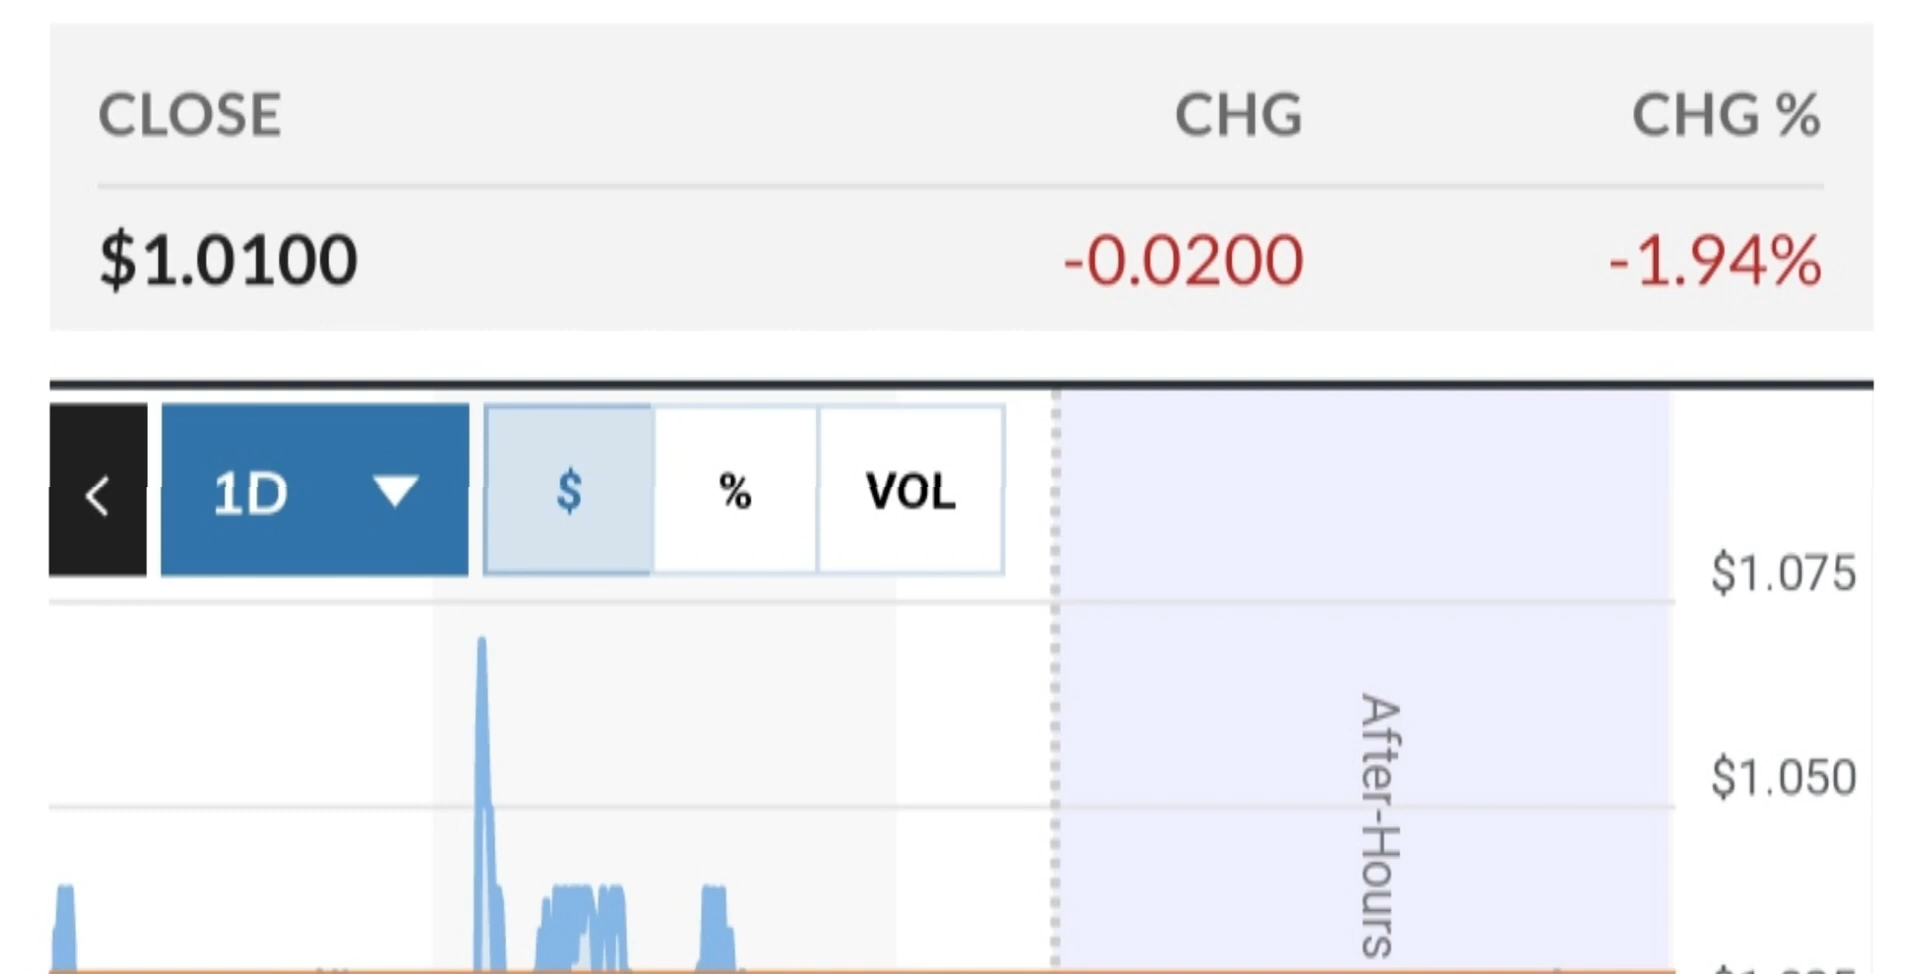 CLOSE CHG CHG %
$1.0100 -0.0200 -1.94%
< 1D $ % VOL
$1.075
$1.050
After-Hours